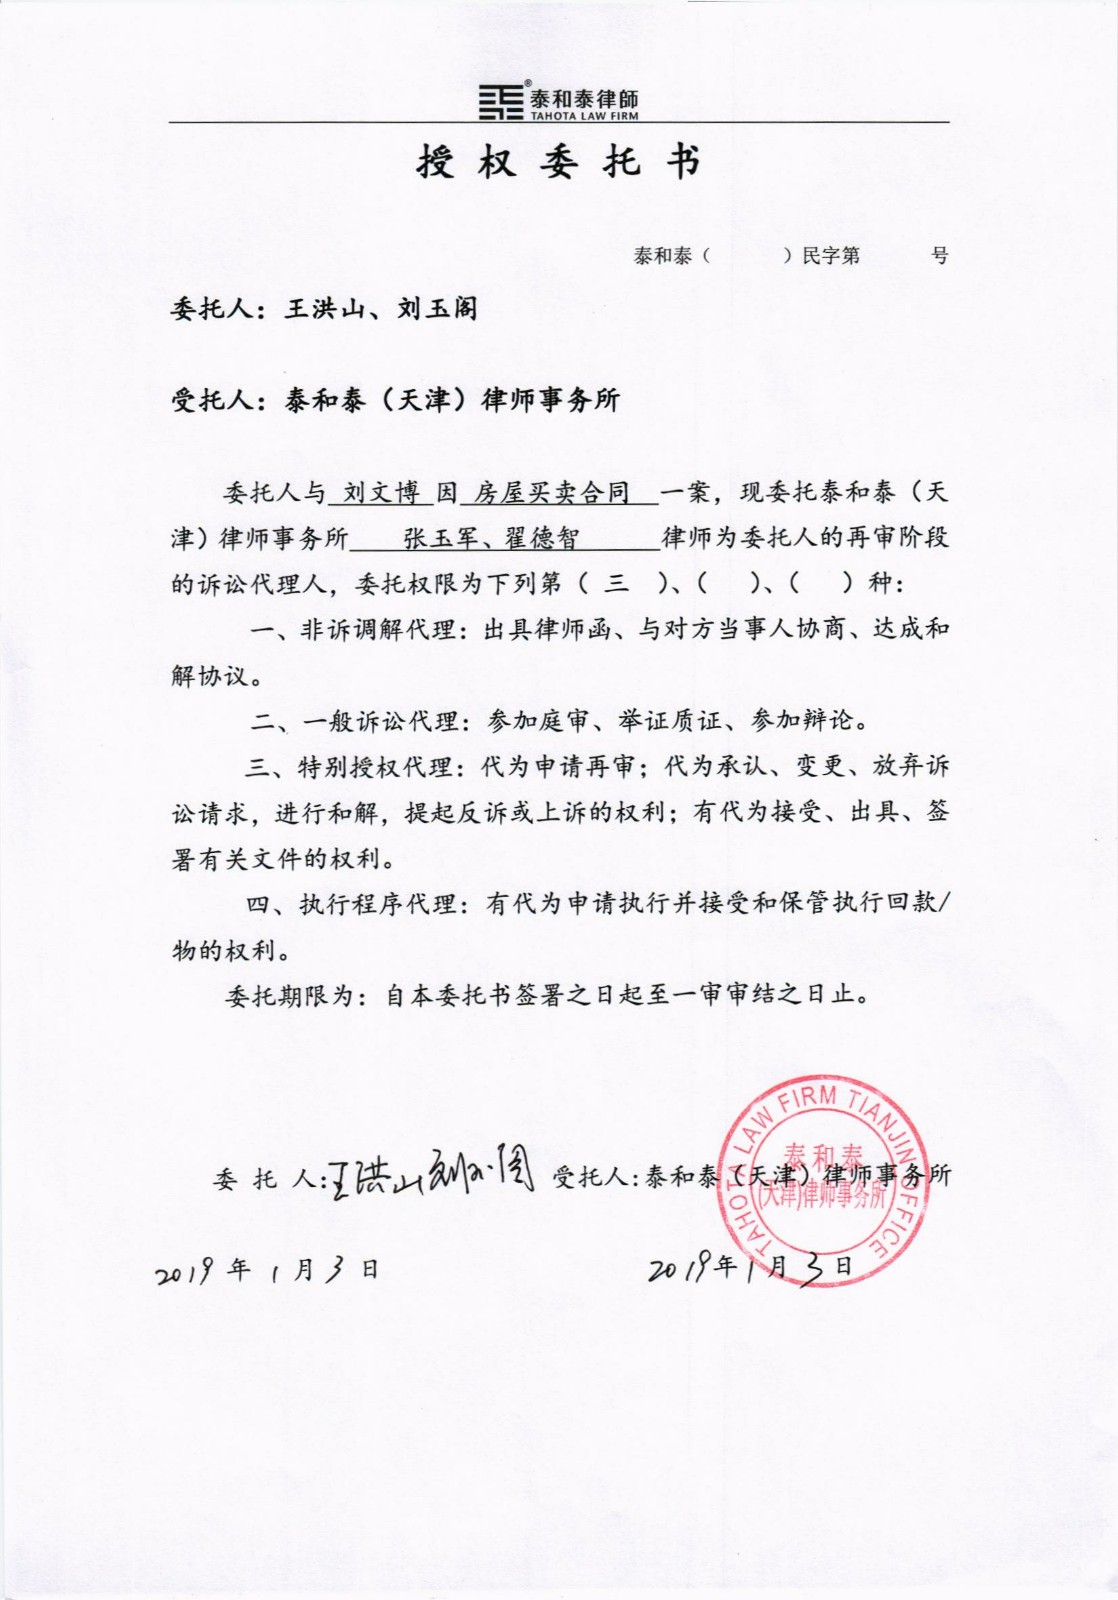 泰和泰律師
TAHOTA LAW FIRM
授权委托书
泰和泰（ ）民字第 号
委托人：王洪山、刘玉阁
受托人：泰和泰（天津）律师事务所
委托人与 刘文博 因 房屋买卖合同 一案，现委托泰和泰（天
津）律师事务所 张玉军、翟德智 律师为委托人的再审阶段
的诉讼代理人，委托权限为下列第（ 三 ）、（ ）、（ ）种：
一、非诉调解代理：出具律师函、与对方当事人协商、达成和
解协议。
二、一般诉讼代理：参加庭审、举证质证、参加辩论。
三、特别授权代理：代为申请再审；代为承认、变更、放弃诉
讼请求，进行和解，提起反诉或上诉的权利；有代为接受、出具、签
署有关文件的权利。
四、执行程序代理：有代为申请执行并接受和保管执行回款/
物的权利。
委托期限为：自本委托书签署之日起至一审审结之日止。
委 托 人：王洪山 刘玉阁 受托人：泰和泰（天津）律师事务所
TAHOTA LAW FIRM TIANJIN OFFICE
泰和泰
(天津)律师事务所
2019年1月3日 2019年1月3日